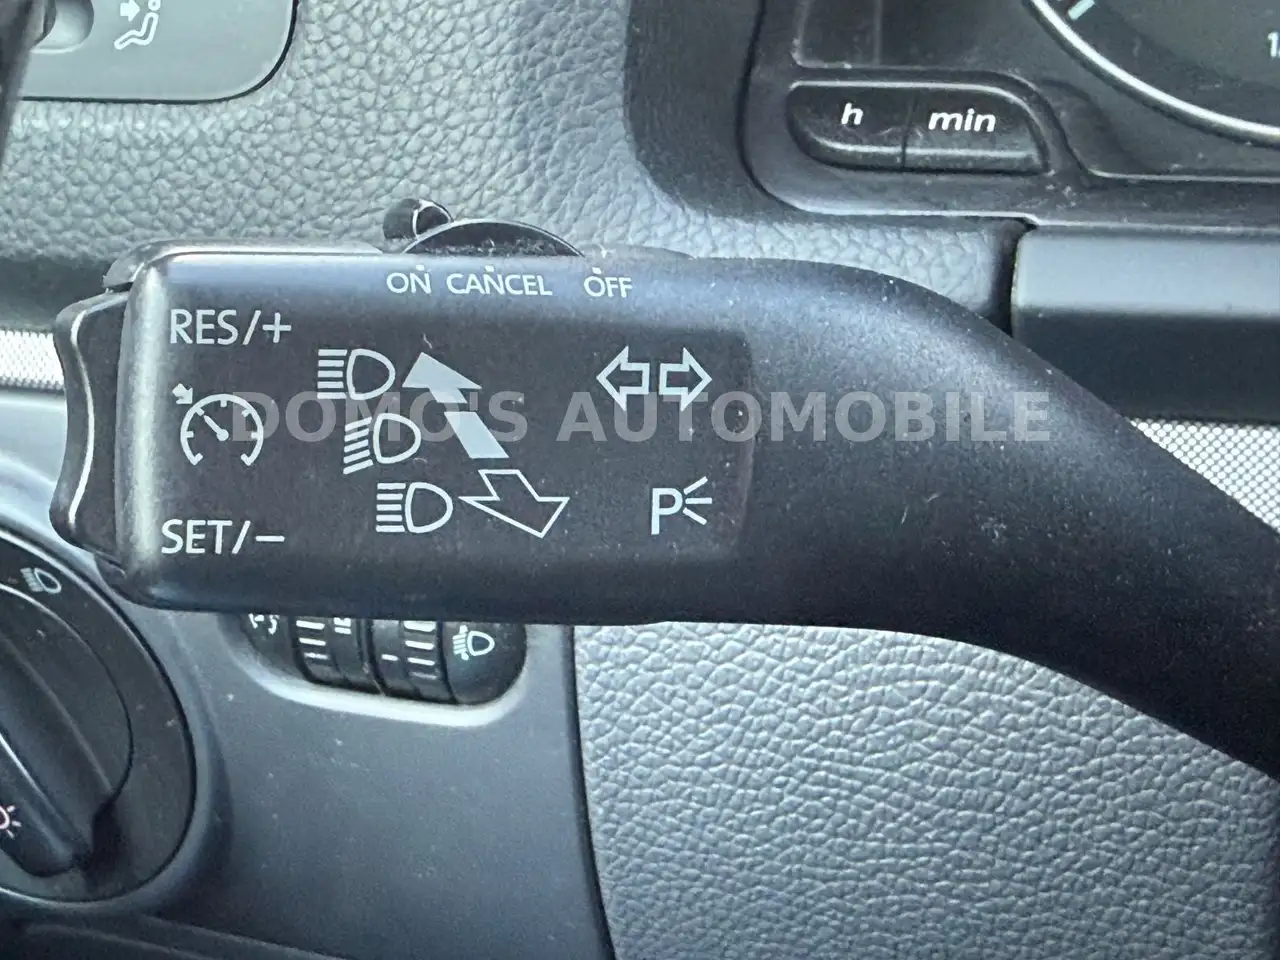 h min
ON CANCEL OFF
RES/+
DOMO'S AUTOMOBILE
SET/-
P